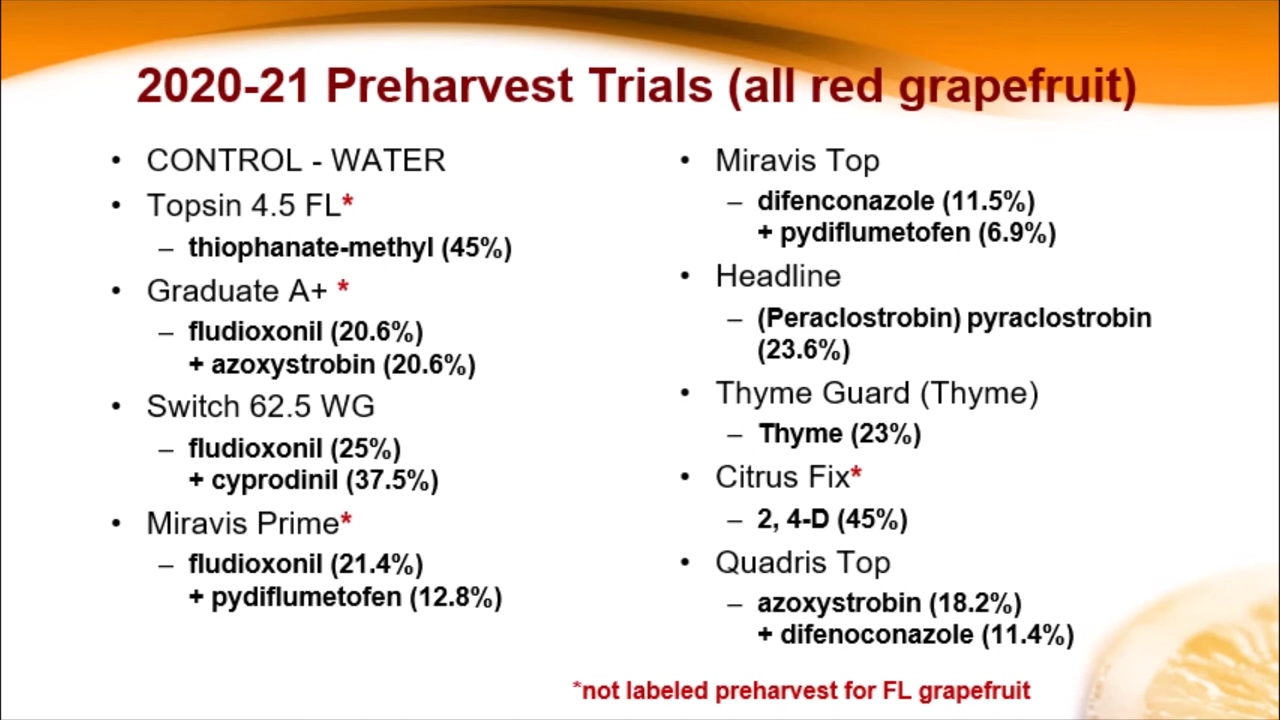 2020-21 Preharvest Trials (all red grapefruit)
• CONTROL - WATER
• Topsin 4.5 FL*
– thiophanate-methyl (45%)
• Graduate A+ *
– fludioxonil (20.6%)
+ azoxystrobin (20.6%)
• Switch 62.5 WG
– fludioxonil (25%)
+ cyprodinil (37.5%)
• Miravis Prime*
– fludioxonil (21.4%)
+ pydiflumetofen (12.8%)
• Miravis Top
– difenconazole (11.5%)
+ pydiflumetofen (6.9%)
• Headline
– (Peraclostrobin) pyraclostrobin
(23.6%)
• Thyme Guard (Thyme)
– Thyme (23%)
• Citrus Fix*
– 2, 4-D (45%)
• Quadris Top
– azoxystrobin (18.2%)
+ difenoconazole (11.4%)
*not labeled preharvest for FL grapefruit